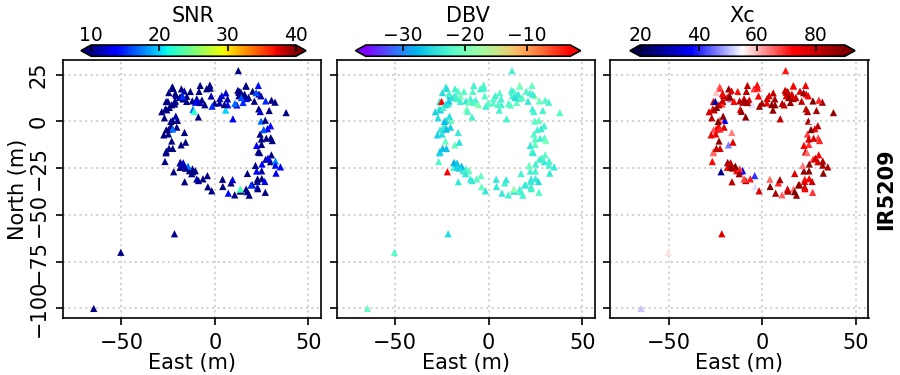 SNR DBV Xc
10 20 30 40 −30 −20 −10 20 40 60 80
25
0
−25
−50
−75
−100
North (m)
IR5209
−50 0 50 −50 0 50 −50 0 50
East (m) East (m) East (m)